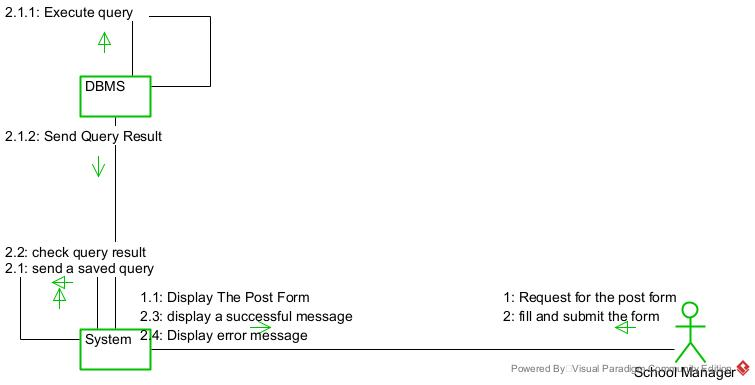 2.1.1: Execute query
DBMS
2.1.2: Send Query Result
2.2: check query result
2.1: send a saved query
1.1: Display The Post Form
2.3: display a successful message
2.4: Display error message
1: Request for the post form
2: fill and submit the form
System
Powered By Visual Paradigm Community Edition
School Manager